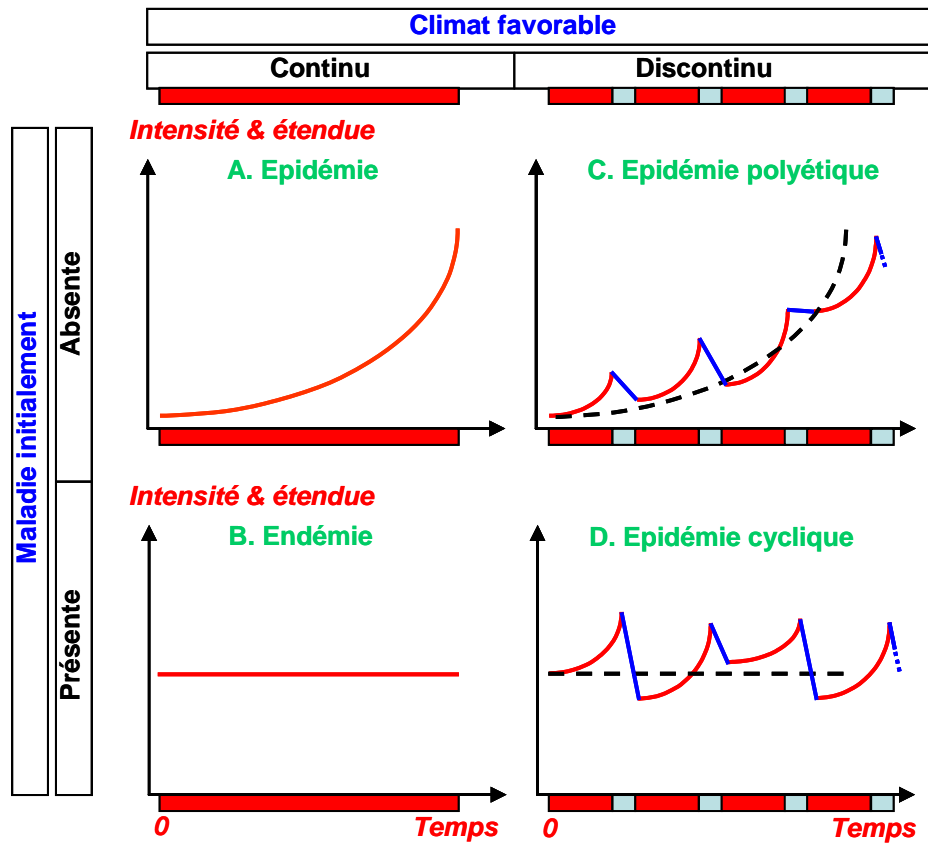 Climat favorable
Continu
Discontinu
Maladie initialement
Absente
Présente
Intensité & étendue
A. Epidémie
C. Epidémie polyétique
Intensité & étendue
B. Endémie
D. Epidémie cyclique
0
Temps
0
Temps